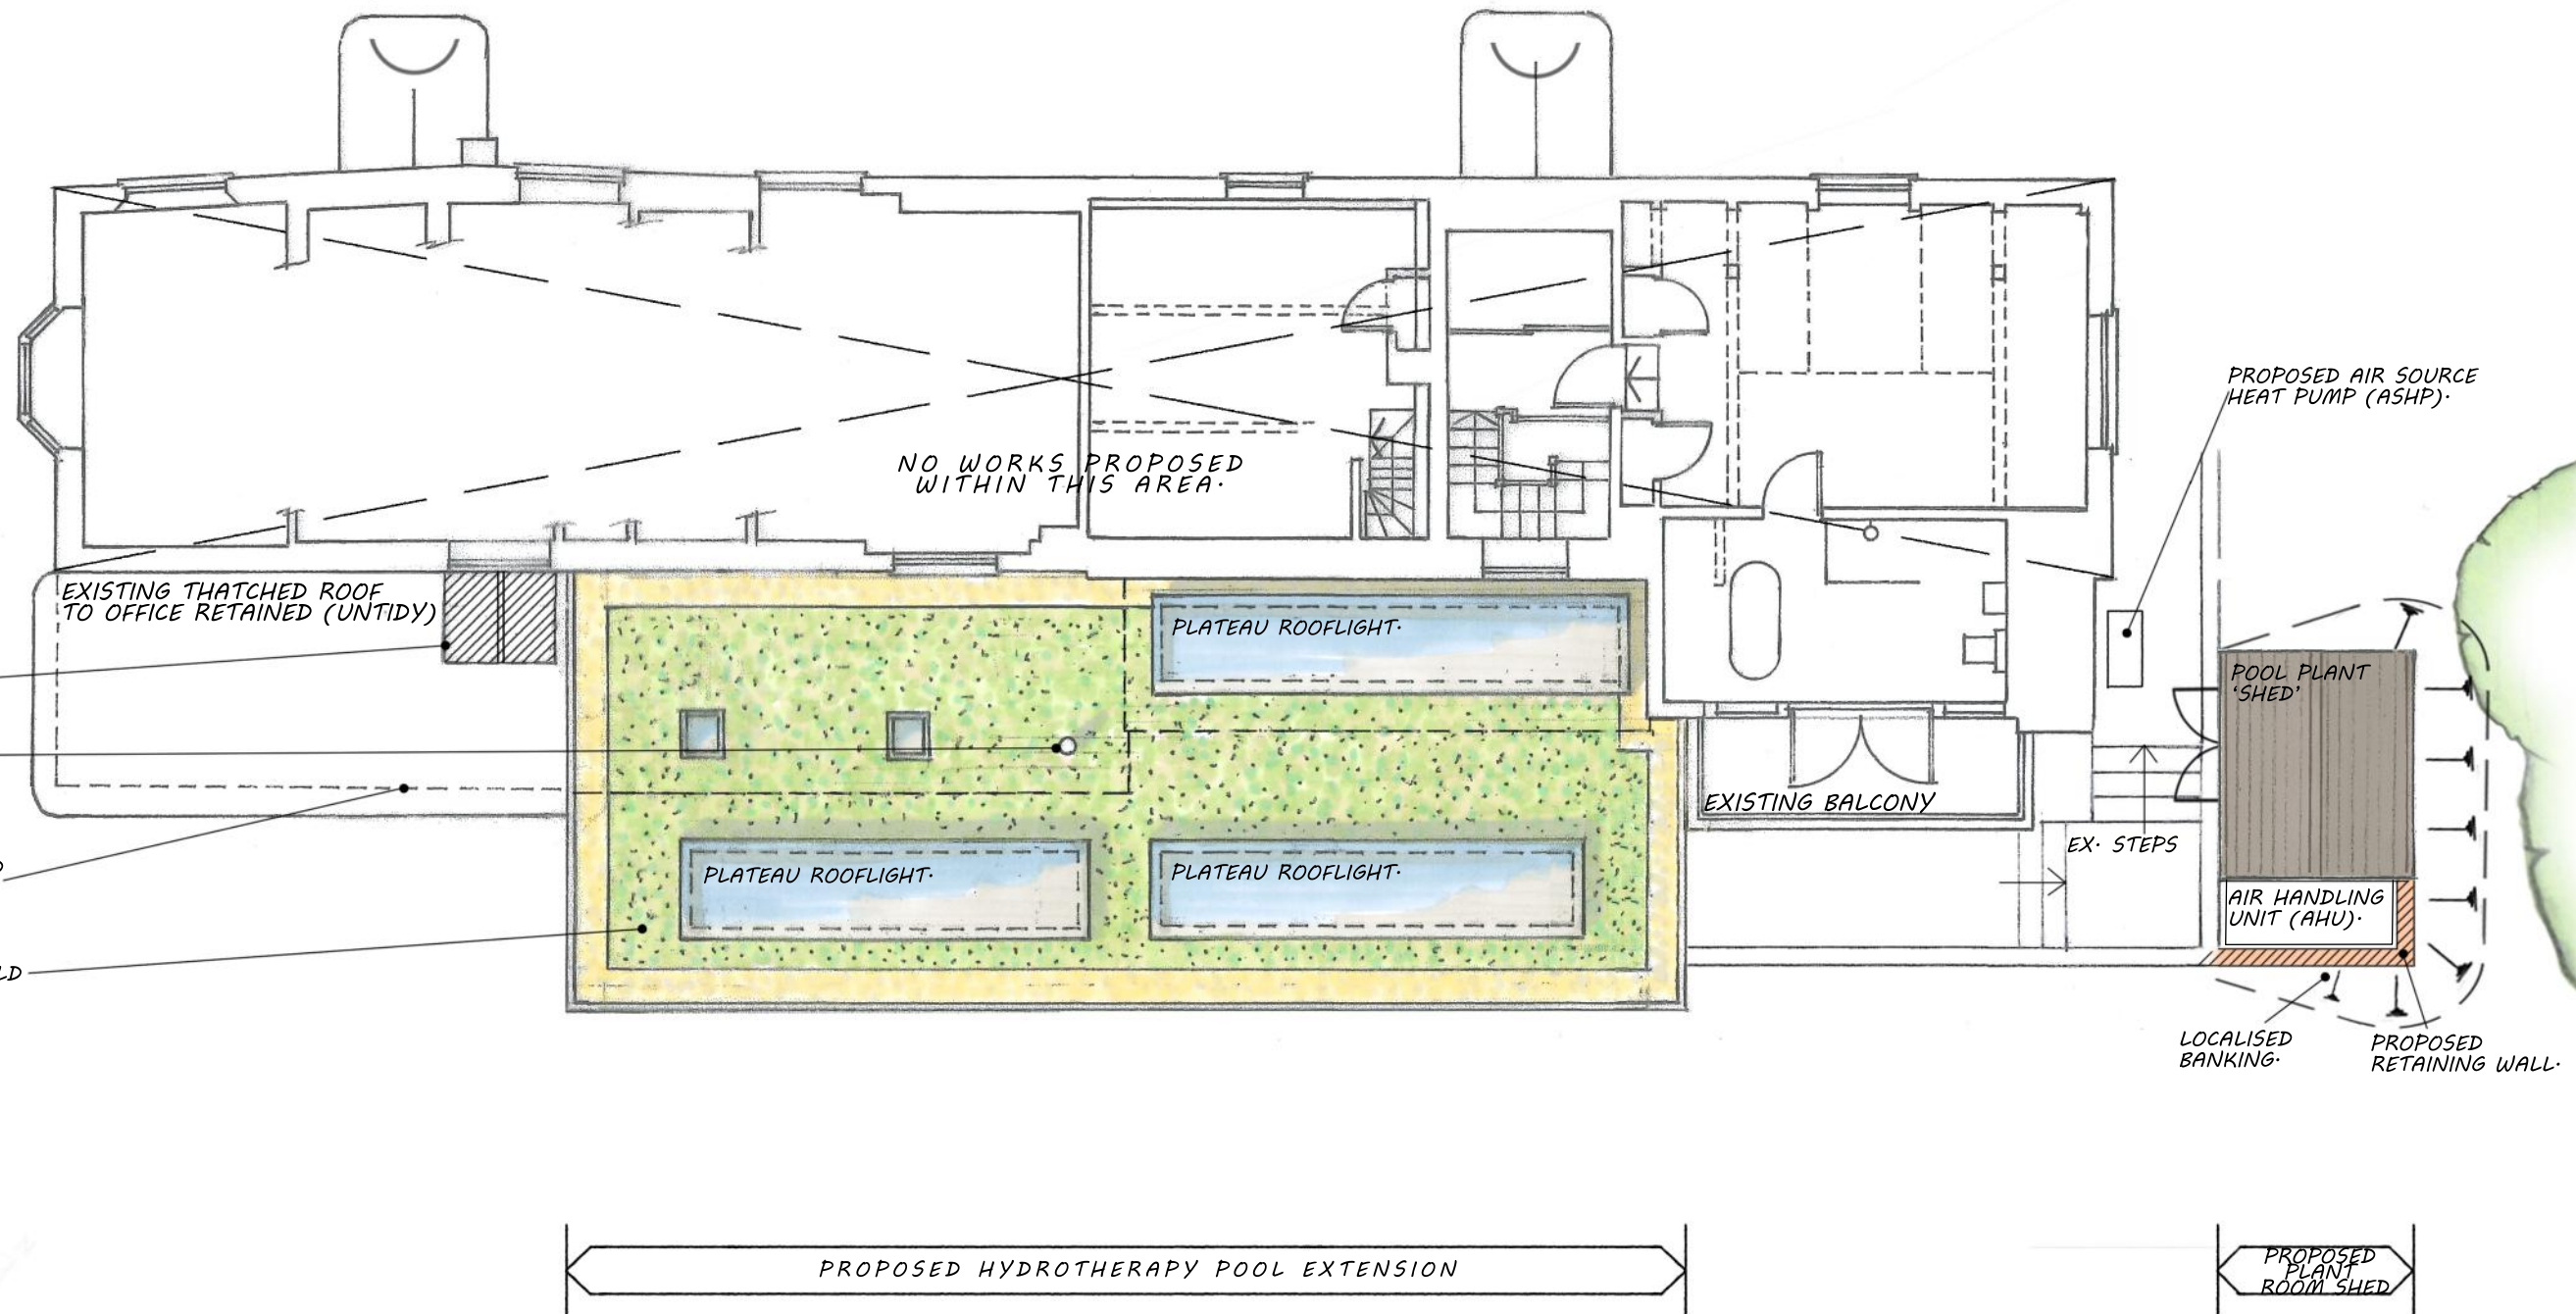 NO WORKS PROPOSED
WITHIN THIS AREA.
PROPOSED AIR SOURCE
HEAT PUMP (ASHP).
EXISTING THATCHED ROOF
TO OFFICE RETAINED (UNTIDY)
PLATEAU ROOFLIGHT.
POOL PLANT
'SHED'
EXISTING BALCONY
EX. STEPS
PLATEAU ROOFLIGHT.
PLATEAU ROOFLIGHT.
AIR HANDLING
UNIT (AHU).
LD
LOCALISED
BANKING.
PROPOSED
RETAINING WALL.
PROPOSED HYDROTHERAPY POOL EXTENSION
PROPOSED
PLANT
ROOM SHED